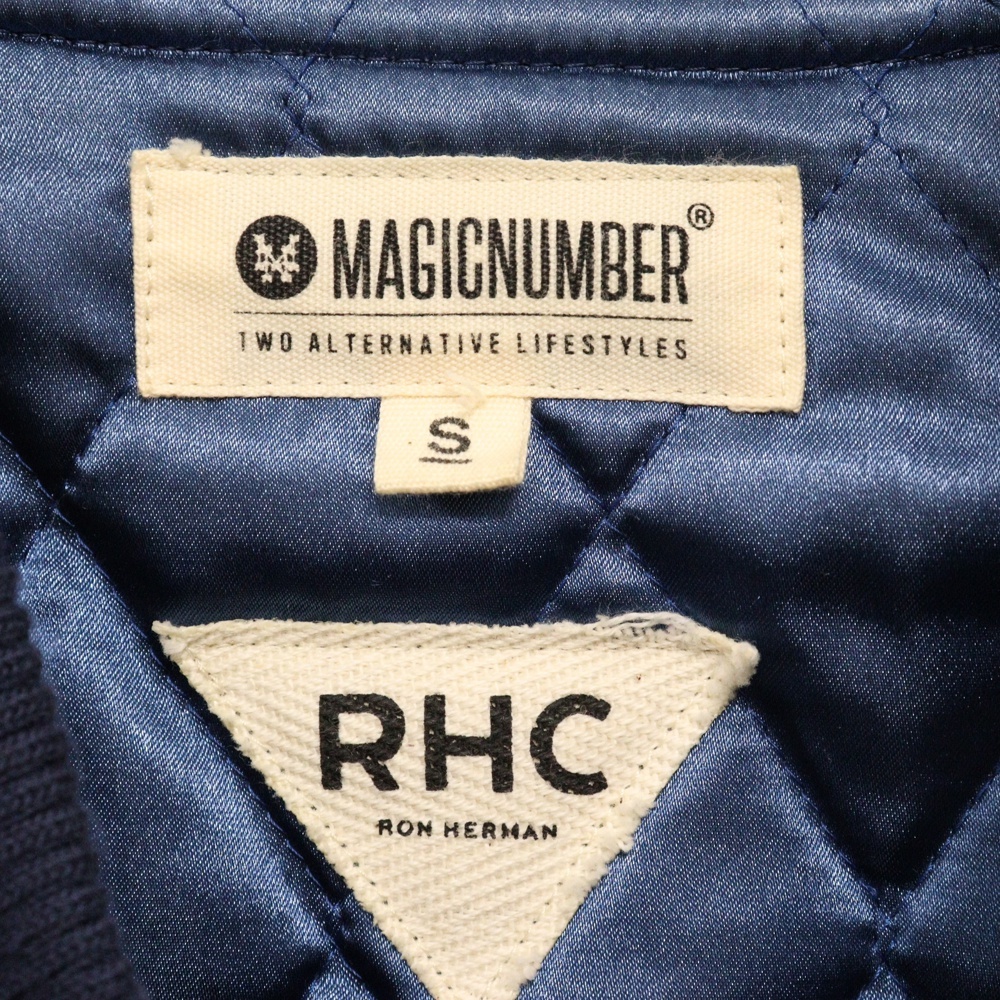 MAGICNUMBER®
TWO ALTERNATIVE LIFESTYLES
S
RHC
RON HERMAN